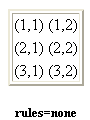 (1,1) (1,2)
(2,1) (2,2)
(3,1) (3,2)
rules=none